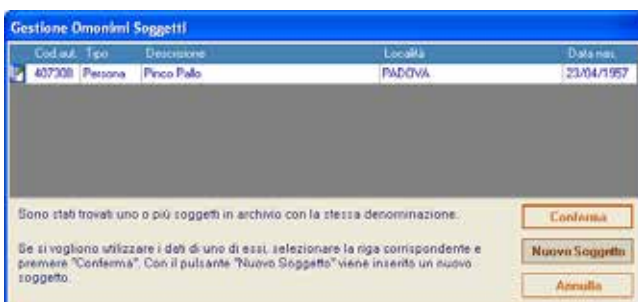 Gestione Omonimi Soggetti
Cod.aut. Tipo Descrizione Località Data nas.
407308 Persona Pinco Pallo PADOVA 23/04/1957
Sono stati trovati uno o più soggetti in archivio con la stessa denominazione.
Conferma
Se si vogliono utilizzare i dati di uno di essi, selezionare la riga corrispondente e
premere "Conferma". Con il pulsante "Nuovo Soggetto" viene inserito un nuovo
soggetto.
Nuovo Soggetto
Annulla